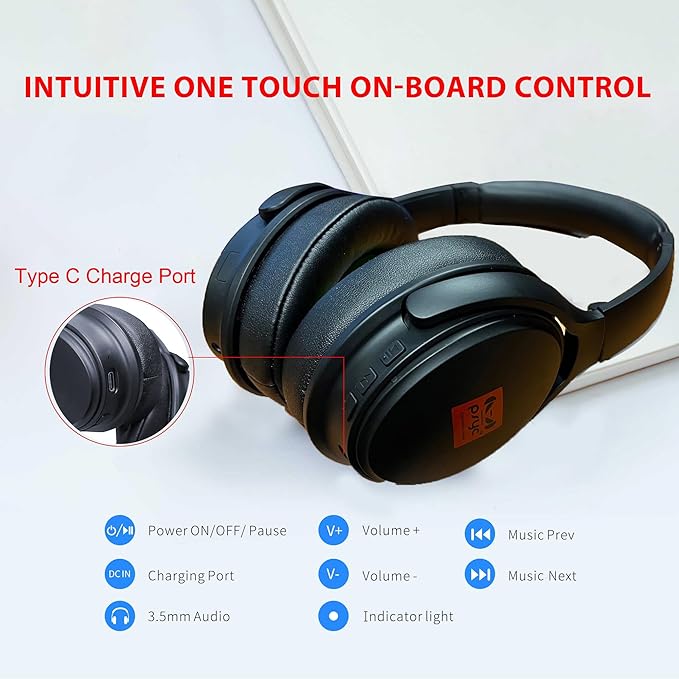 INTUITIVE ONE TOUCH ON-BOARD CONTROL
Type C Charge Port
psyc
Power ON/OFF/ Pause
V+
Volume +
Music Prev
DC IN
Charging Port
V-
Volume -
Music Next
3.5mm Audio
Indicator light